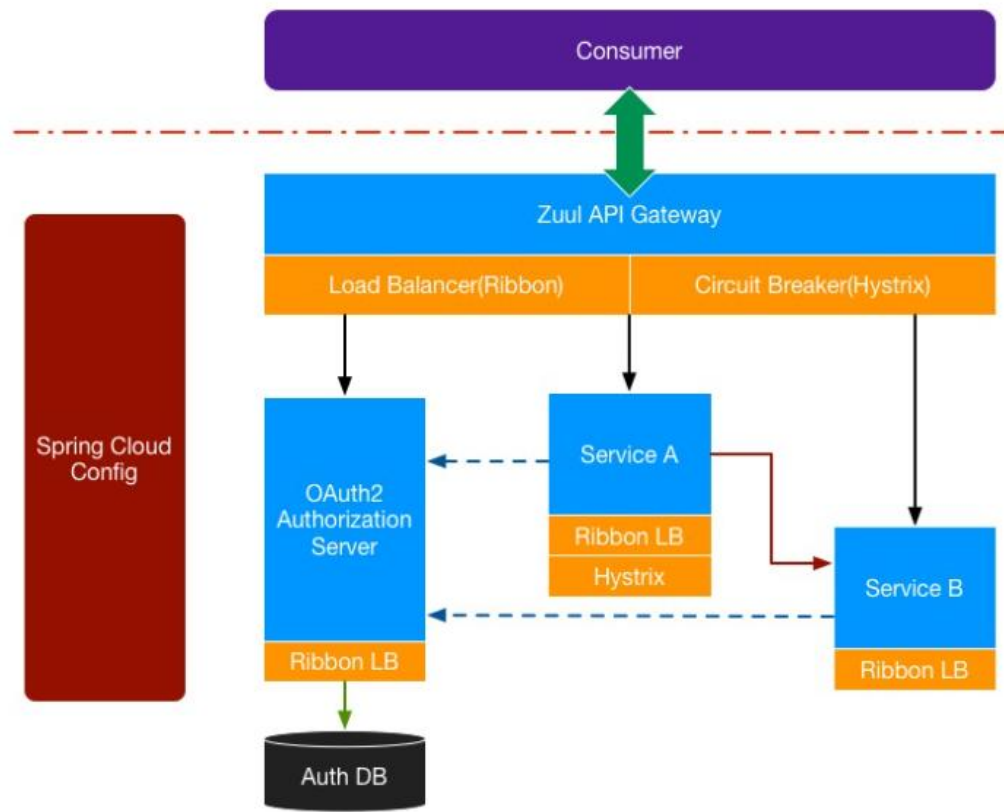 Consumer
Zuul API Gateway
Load Balancer(Ribbon)
Circuit Breaker(Hystrix)
Spring Cloud
Config
OAuth2
Authorization
Server
Ribbon LB
Auth DB
Service A
Ribbon LB
Hystrix
Service B
Ribbon LB